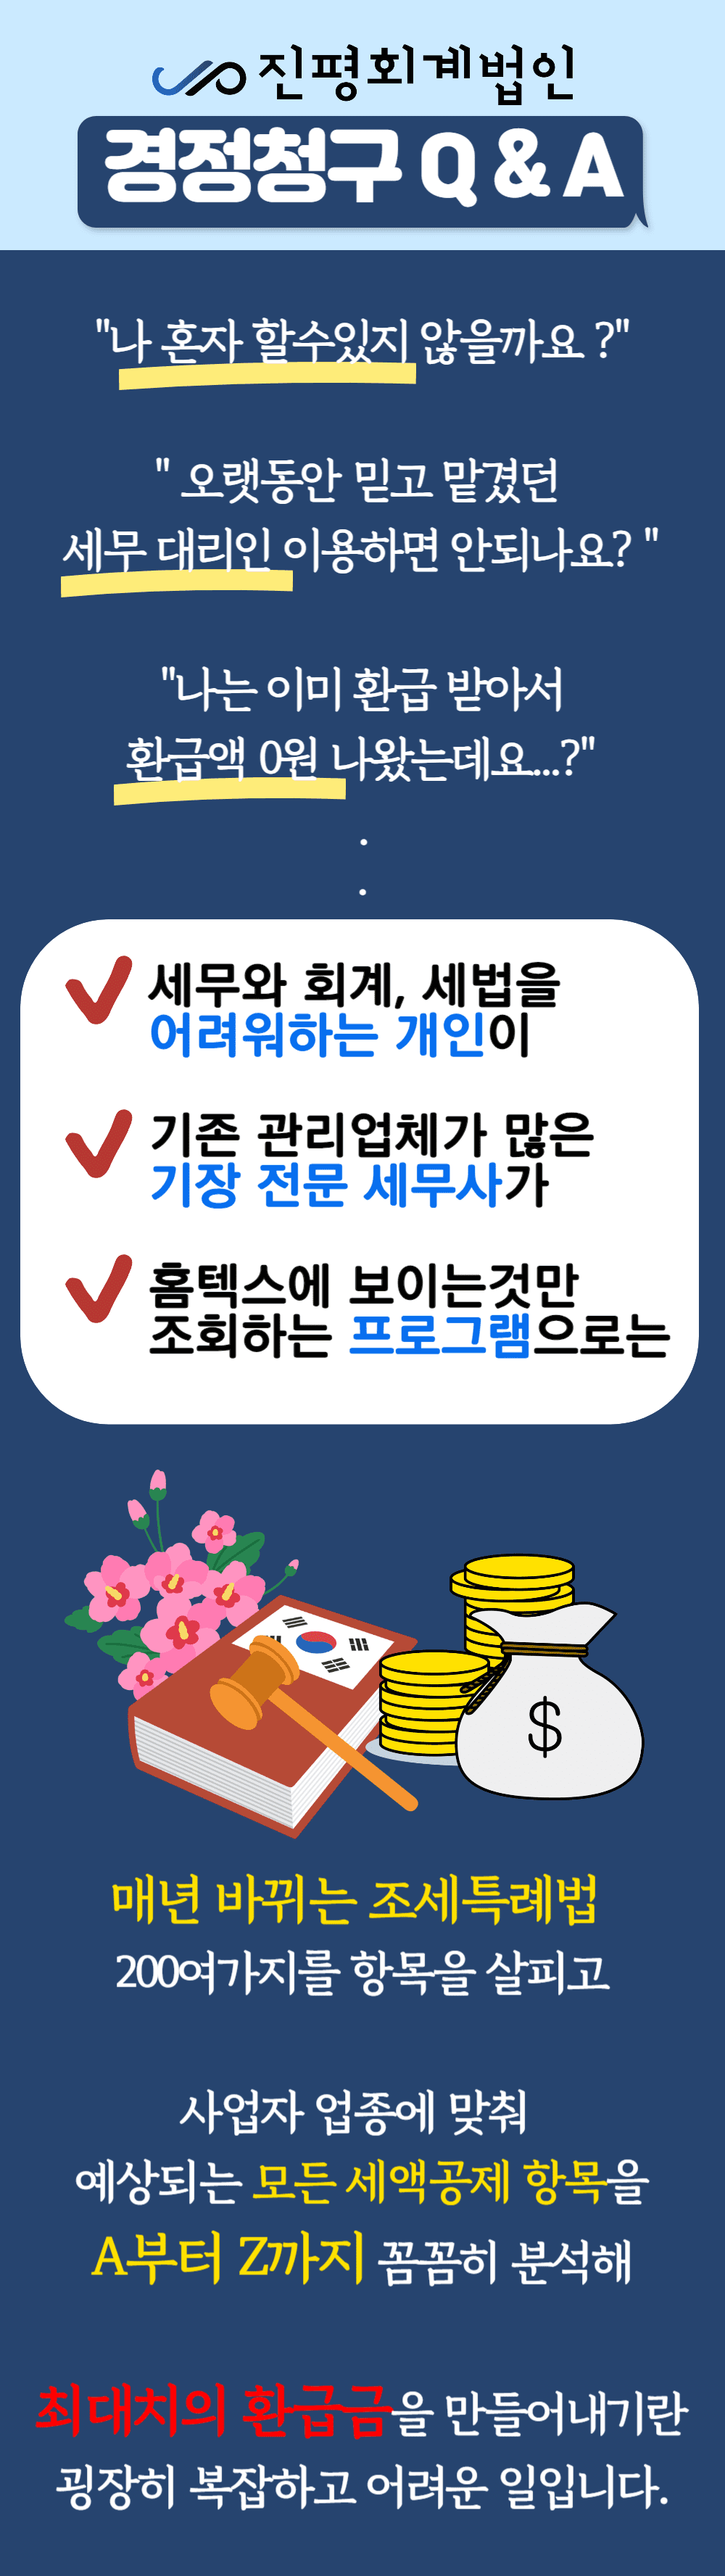 진평회계법인
경정청구 Q & A
"나 혼자 할수있지 않을까요 ?"
" 오랫동안 믿고 맡겼던
세무 대리인 이용하면 안되나요? "
"나는 이미 환급 받아서
환급액 0원 나왔는데요...?"
.
.
세무와 회계, 세법을
어려워하는 개인이
기존 관리업체가 많은
기장 전문 세무사가
홈텍스에 보이는것만
조회하는 프로그램으로는
$
매년 바뀌는 조세특례법
200여가지를 항목을 살피고
사업자 업종에 맞춰
예상되는 모든 세액공제 항목을
A부터 Z까지 꼼꼼히 분석해
최대치의 환급금을 만들어내기란
굉장히 복잡하고 어려운 일입니다.